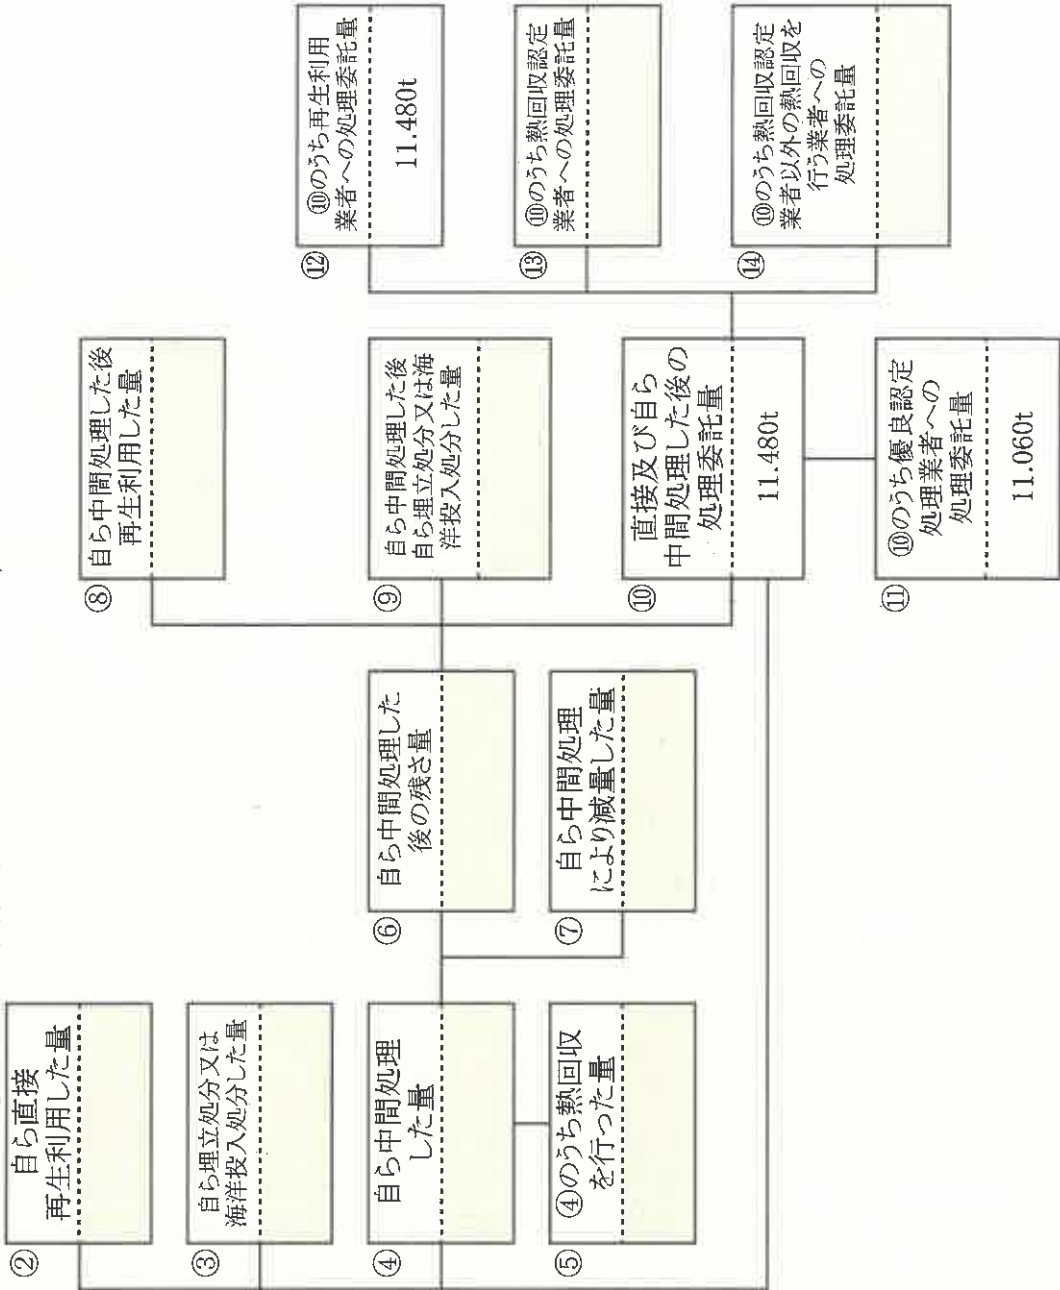 ②
自ら直接
再生利用した量
③
自ら埋立処分又は
海洋投入処分した量
④
自ら中間処理
した量
⑤
④のうち熱回収
を行った量
⑥
自ら中間処理した
後の残さ量
⑦
自ら中間処理
により減量した量
⑧
自ら中間処理した後
再生利用した量
⑨
自ら中間処理した後
自ら埋立処分又は海
洋投入処分した量
⑩
直接及び自ら
中間処理した後の
処理委託量
11.480t
⑪
⑩のうち優良認定
処理業者への
処理委託量
11.060t
⑫
⑩のうち再生利用
業者への処理委託量
11.480t
⑬
⑩のうち熱回収認定
業者への処理委託量
⑭
⑩のうち熱回収認定
業者以外の熱回収を
行う業者への
処理委託量